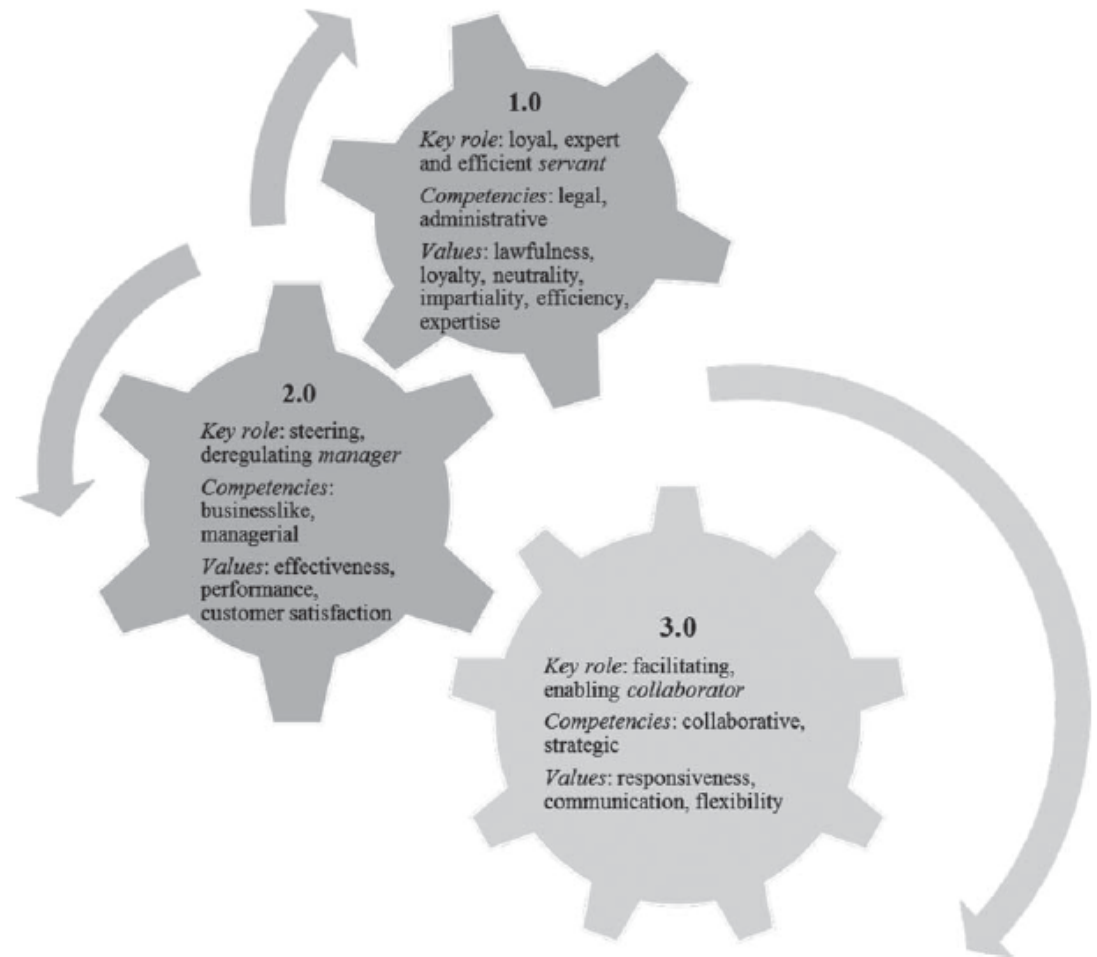 1.0
Key role: loyal, expert
and efficient servant
Competencies: legal,
administrative
Values: lawfulness,
loyalty, neutrality,
impartiality, efficiency,
expertise
2.0
Key role: steering,
deregulating manager
Competencies:
businesslike,
managerial
Values: effectiveness,
performance,
customer satisfaction
3.0
Key role: facilitating,
enabling collaborator
Competencies: collaborative,
strategic
Values: responsiveness,
communication, flexibility